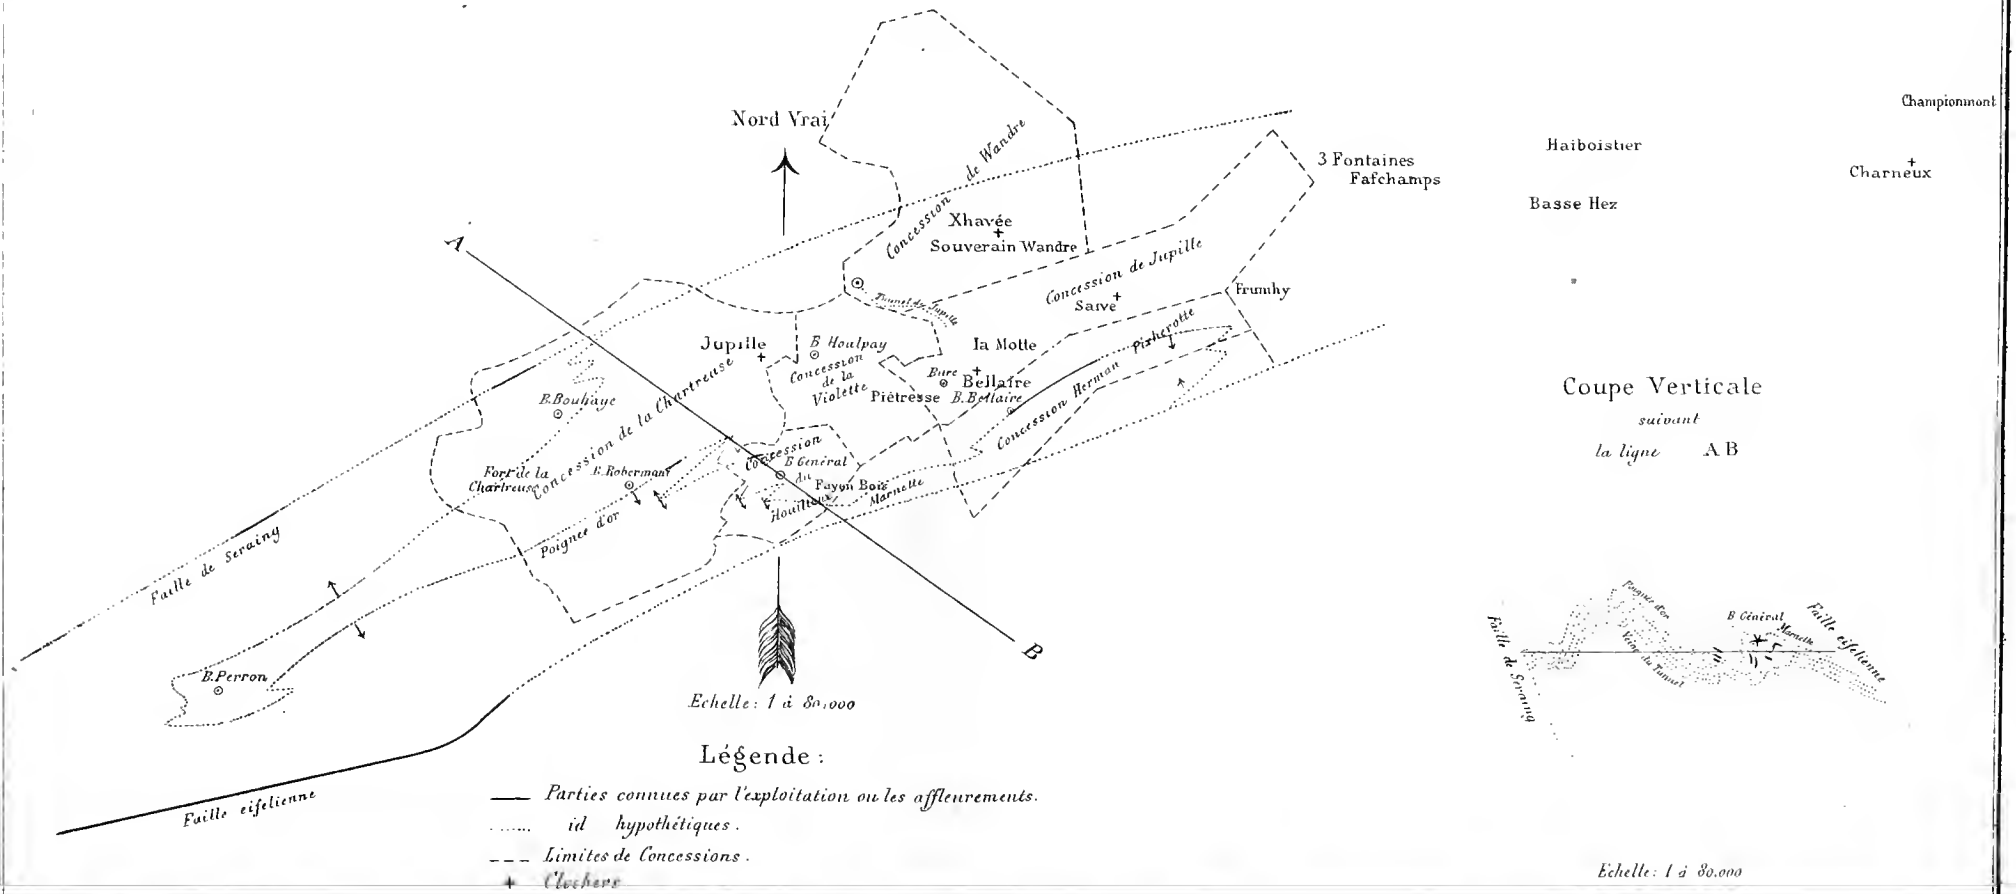 Nord Vrai
Concession de Wandre
Xhavée
Souverain Wandre
3 Fontaines
Fafchamps
Haiboistier
Basse Hez
Championmont
Charneux
Concession de Jupille
Saive
Frumhy
Tunnel de Jupille
A
Jupille
B Houlpay
Concession
de la
Violette
la Motte
Bure
Bellaire
Piétresse
B. Bellaire
Concession Herman
Pixherotte
B. Bouhaye
Concession de la Chartreuse
Fort de la
Chartreuse
B. Robermont
Concession
B Général
du
Fayen Bois
Houilleux
Marnette
Poignée d'or
Faille de Seraing
B. Perron
Faille eifelienne
B
Echelle: 1 à 80.000
Légende :
Parties connues par l'exploitation ou les affleurements.
id hypothétiques.
Limites de Concessions.
Clochers
Coupe Verticale
suivant
la ligne A B
Faille de Seraing
Poignée d'or
Veine du Tunnel
B Général
Marnette
Faille eifelienne
Echelle: 1 à 80.000